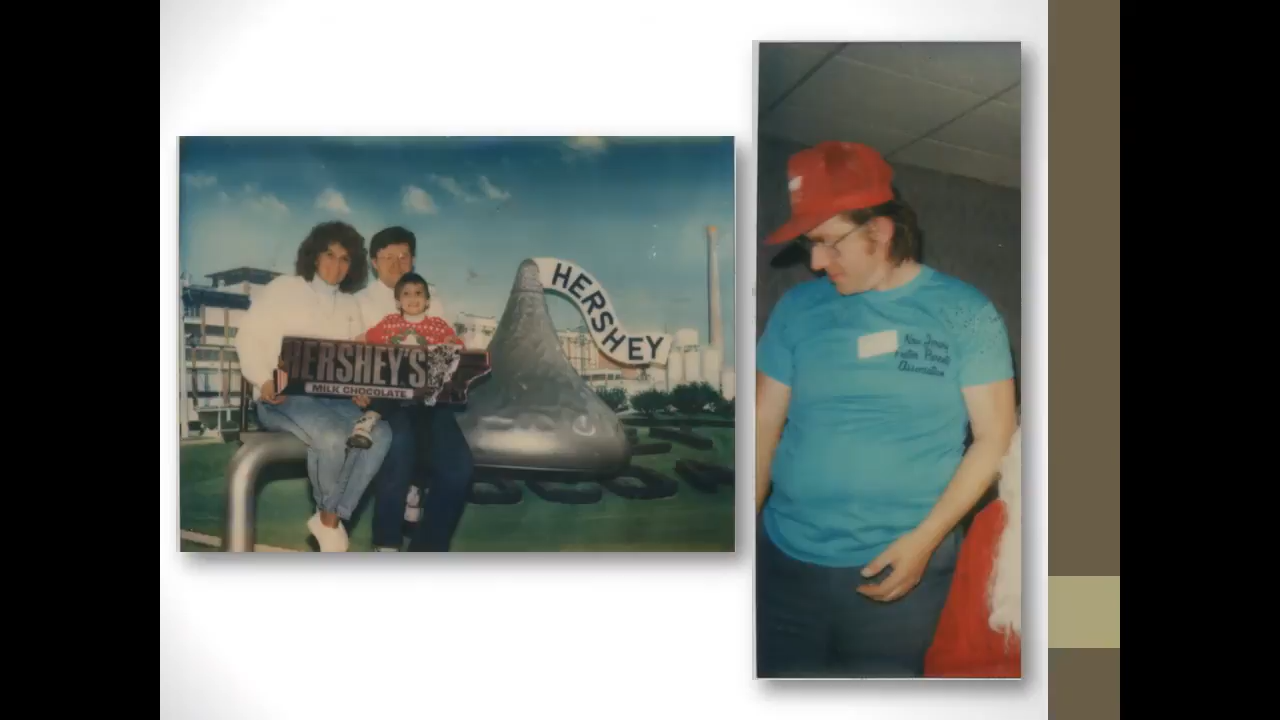 HERSHEY
HERSHEY'S
MILK CHOCOLATE
New Jersey
Foster Parents
Association